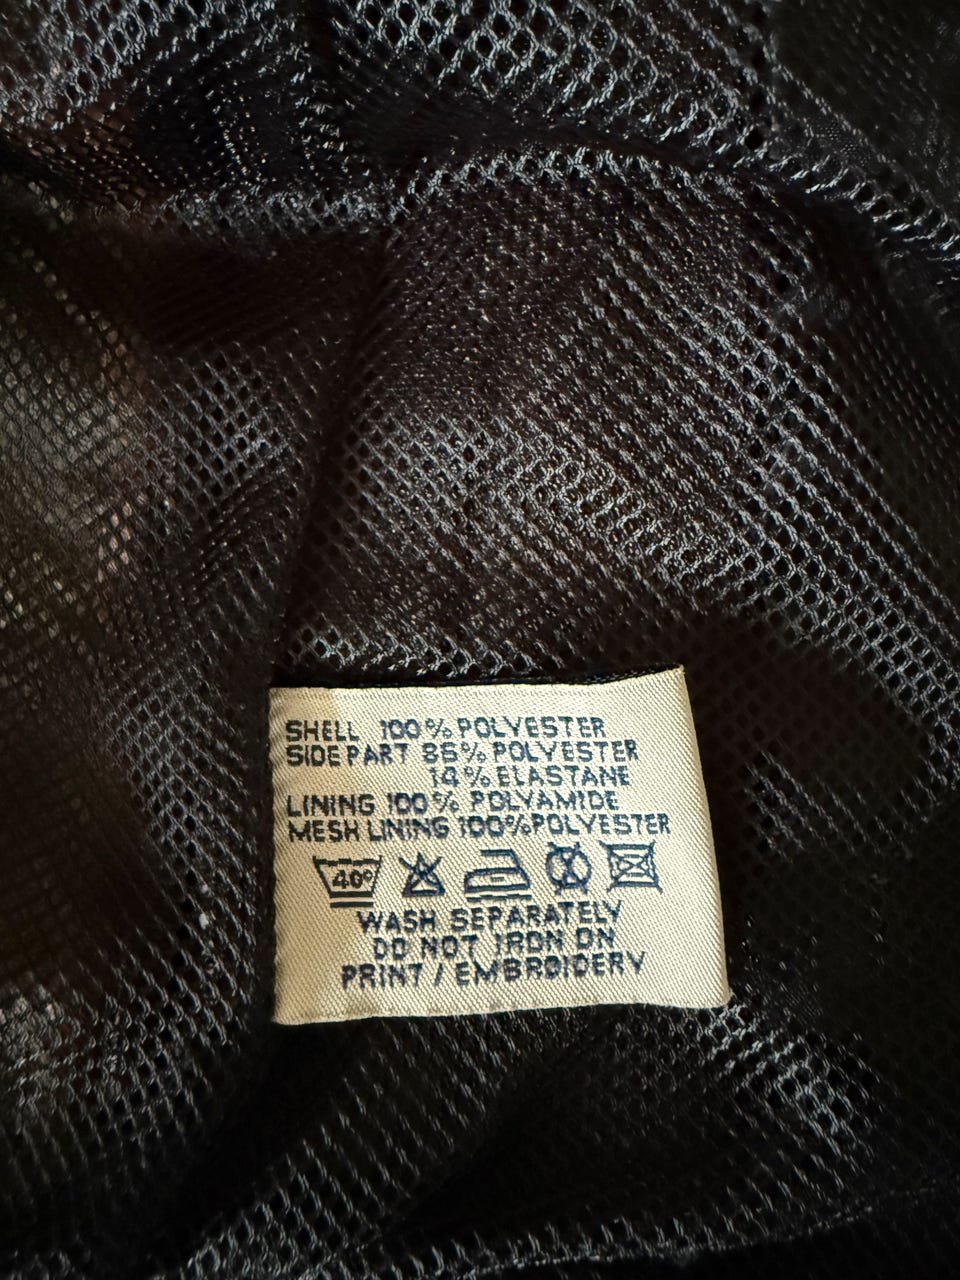 SHELL 100% POLYESTER
SIDE PART 86% POLYESTER
14% ELASTANE
LINING 100% POLYAMIDE
MESH LINING 100% POLYESTER
40°
WASH SEPARATELY
DO NOT IRON ON
PRINT / EMBROIDERY